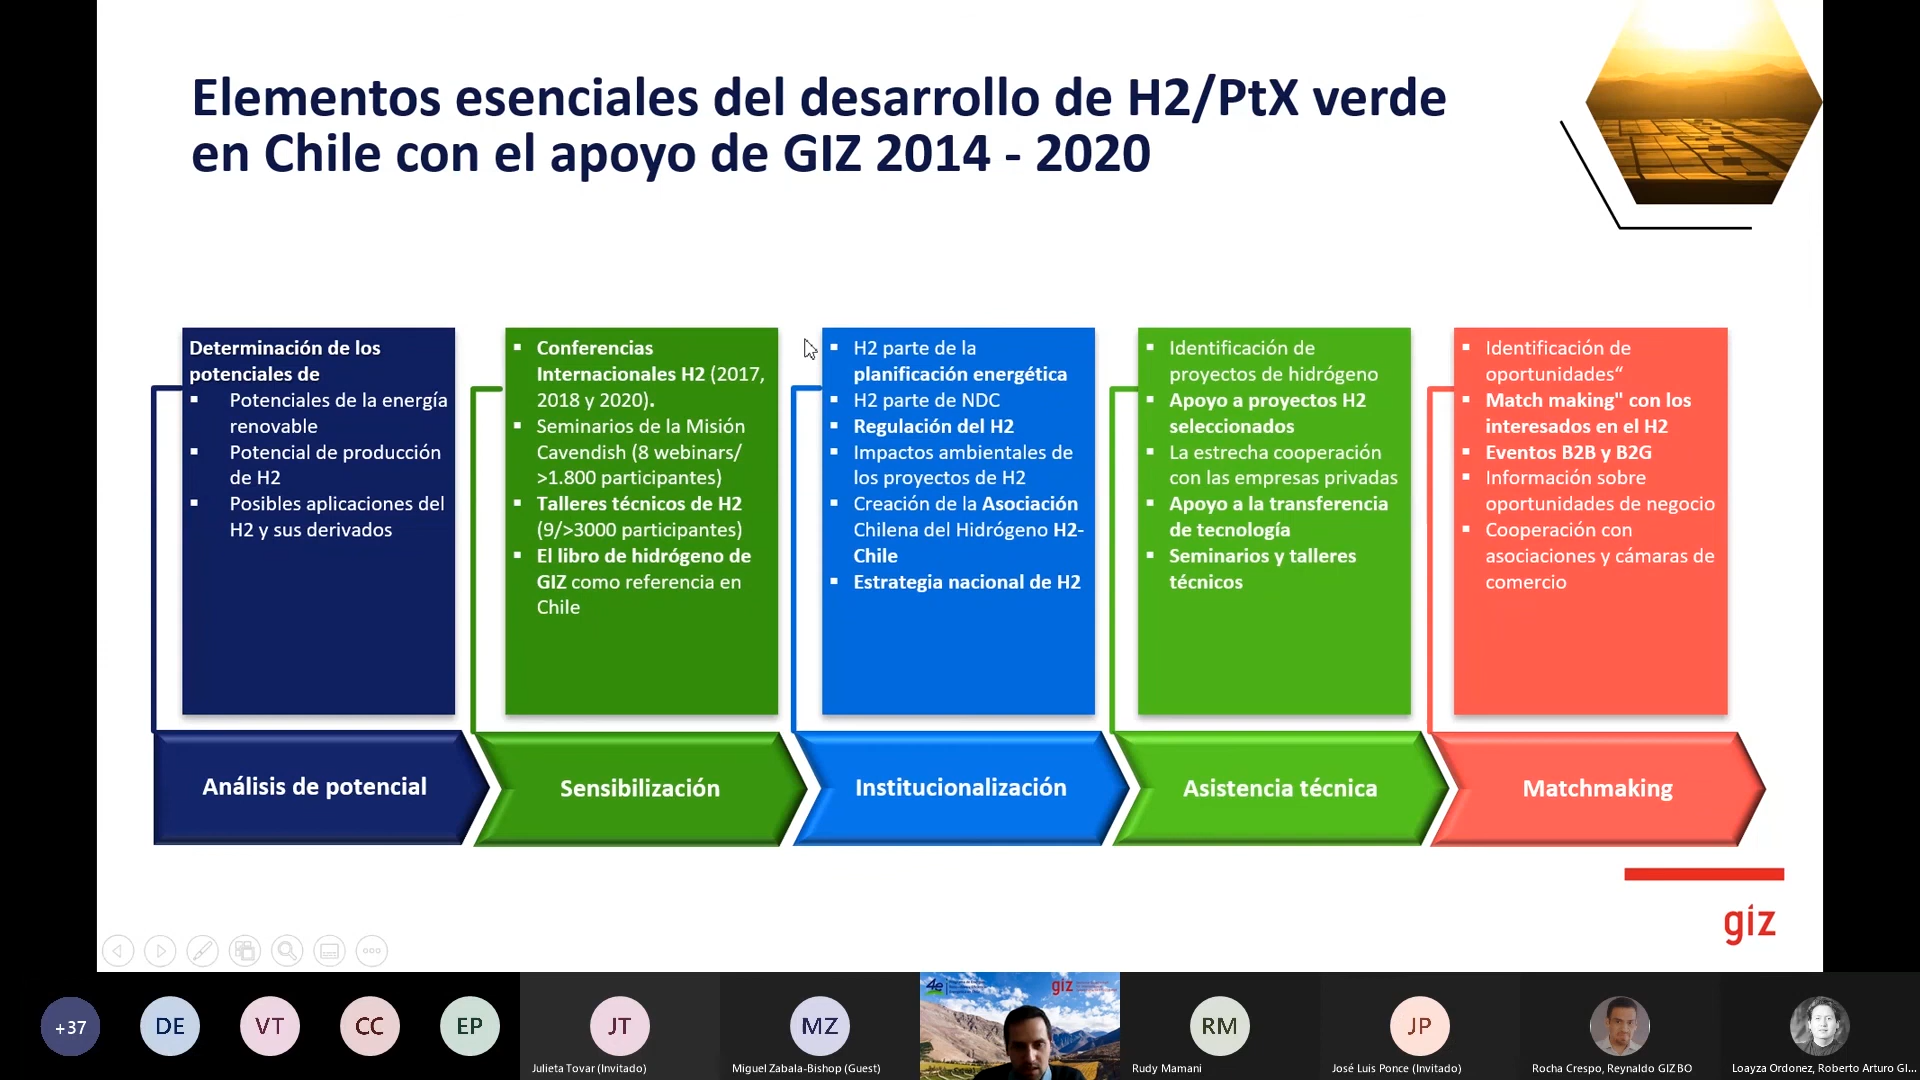 Elementos esenciales del desarrollo de H2/PtX verde
en Chile con el apoyo de GIZ 2014 - 2020
Determinación de los
potenciales de
▪ Potenciales de la energía
renovable
▪ Potencial de producción
de H2
▪ Posibles aplicaciones del
H2 y sus derivados
▪ Conferencias
Internacionales H2 (2017,
2018 y 2020).
▪ Seminarios de la Misión
Cavendish (8 webinars/
>1.800 participantes)
▪ Talleres técnicos de H2
(9/>3000 participantes)
▪ El libro de hidrógeno de
GIZ como referencia en
Chile
▪ H2 parte de la
planificación energética
▪ H2 parte de NDC
▪ Regulación del H2
▪ Impactos ambientales de
los proyectos de H2
▪ Creación de la Asociación
Chilena del Hidrógeno H2-
Chile
▪ Estrategia nacional de H2
▪ Identificación de
proyectos de hidrógeno
▪ Apoyo a proyectos H2
seleccionados
▪ La estrecha cooperación
con las empresas privadas
▪ Apoyo a la transferencia
de tecnología
▪ Seminarios y talleres
técnicos
▪ Identificación de
oportunidades“
▪ Match making" con los
interesados en el H2
▪ Eventos B2B y B2G
▪ Información sobre
oportunidades de negocio
▪ Cooperación con
asociaciones y cámaras de
comercio
Análisis de potencial
Sensibilización
Institucionalización
Asistencia técnica
Matchmaking
giz
+37
DE
VT
CC
EP
JT
Julieta Tovar (Invitado)
MZ
Miguel Zabala-Bishop (Guest)
4e
giz
RM
Rudy Mamani
JP
José Luis Ponce (Invitado)
Rocha Crespo, Reynaldo GIZ BO
Loayza Ordonez, Roberto Arturo GI...